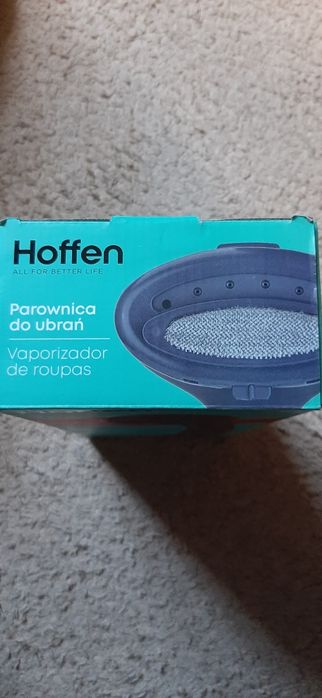 Hoffen
ALL FOR BETTER LIFE
Parownica
do ubrań
Vaporizador
de roupas